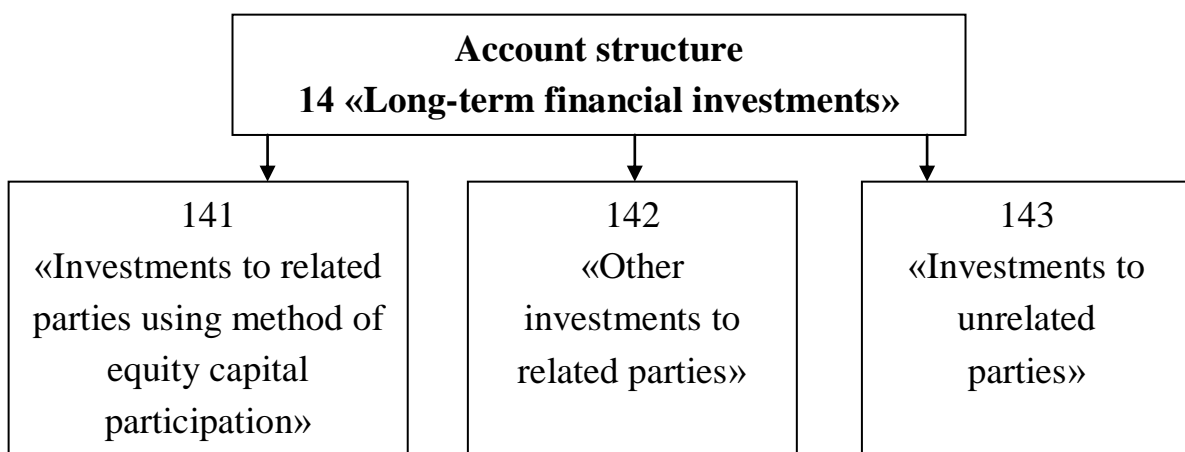 Account structure
14 «Long-term financial investments»
141
«Investments to related
parties using method of
equity capital
participation»
142
«Other
investments to
related parties»
143
«Investments to
unrelated
parties»